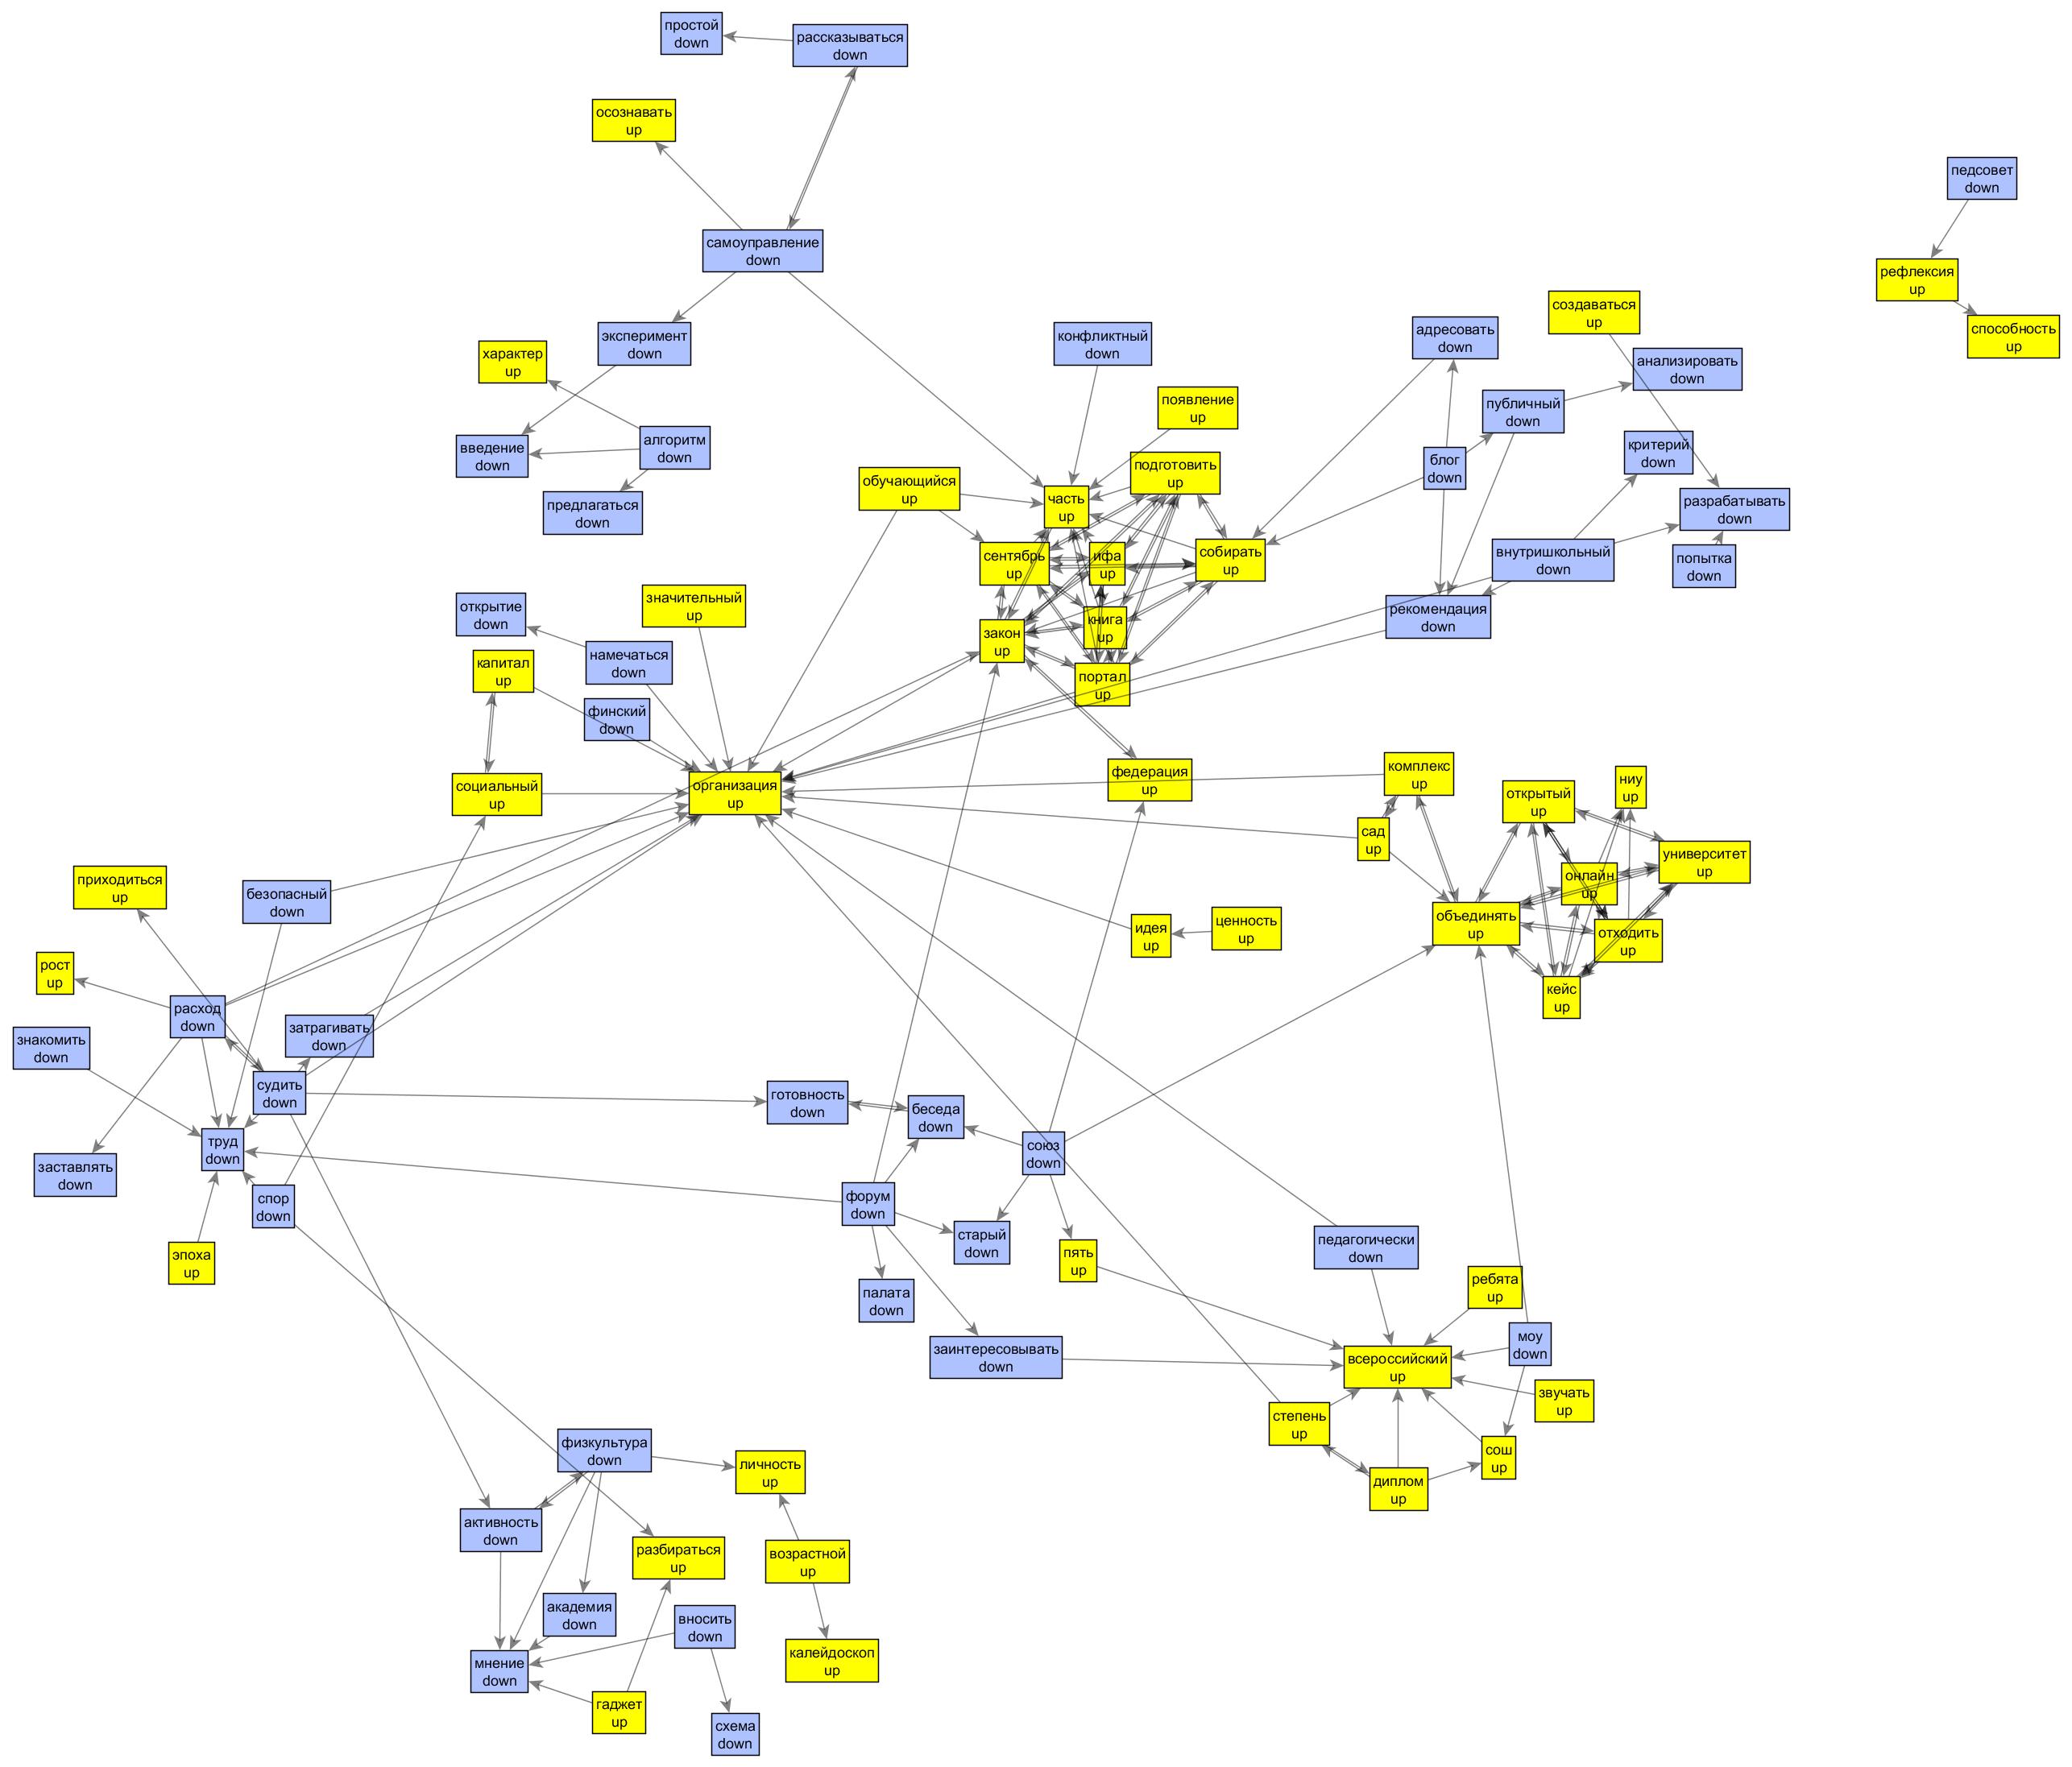 простой
down
рассказываться
down
осознавать
up
самоуправление
down
педсовет
down
рефлексия
up
способность
up
создаваться
up
адресовать
down
анализировать
down
эксперимент
down
конфликтный
down
характер
up
появление
up
публичный
down
введение
down
алгоритм
down
критерий
down
блог
down
подготовить
up
обучающийся
up
часть
up
предлагаться
down
разрабатывать
down
сентябрь
up
ифа
up
собирать
up
внутришкольный
down
попытка
down
открытие
down
значительный
up
рекомендация
down
закон
up
книга
up
намечаться
down
капитал
up
портал
up
финский
down
социальный
up
организация
up
федерация
up
комплекс
up
ниу
up
открытый
up
сад
up
университет
up
онлайн
up
приходиться
up
безопасный
down
объединять
up
идея
up
ценность
up
отходить
up
рост
up
кейс
up
расход
down
затрагивать
down
знакомить
down
судить
down
готовность
down
беседа
down
труд
down
союз
down
заставлять
down
спор
down
форум
down
старый
down
эпоха
up
пять
up
педагогически
down
палата
down
ребята
up
заинтересовывать
down
моу
down
всероссийский
up
звучать
up
степень
up
физкультура
down
личность
up
сош
up
диплом
up
активность
down
разбираться
up
возрастной
up
академия
down
вносить
down
калейдоскоп
up
мнение
down
гаджет
up
схема
down